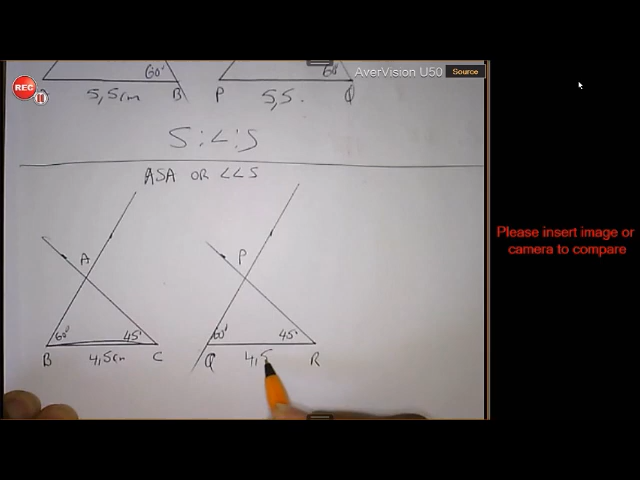 AverVision U50
Source
REC
60° 60°
5,5cm B P 5,5. Q
S:∠:S
ASA OR ∠∠S
A P
60° 45° 60° 45°
B 4,5cm C Q 4,5 R
Please insert image or
camera to compare